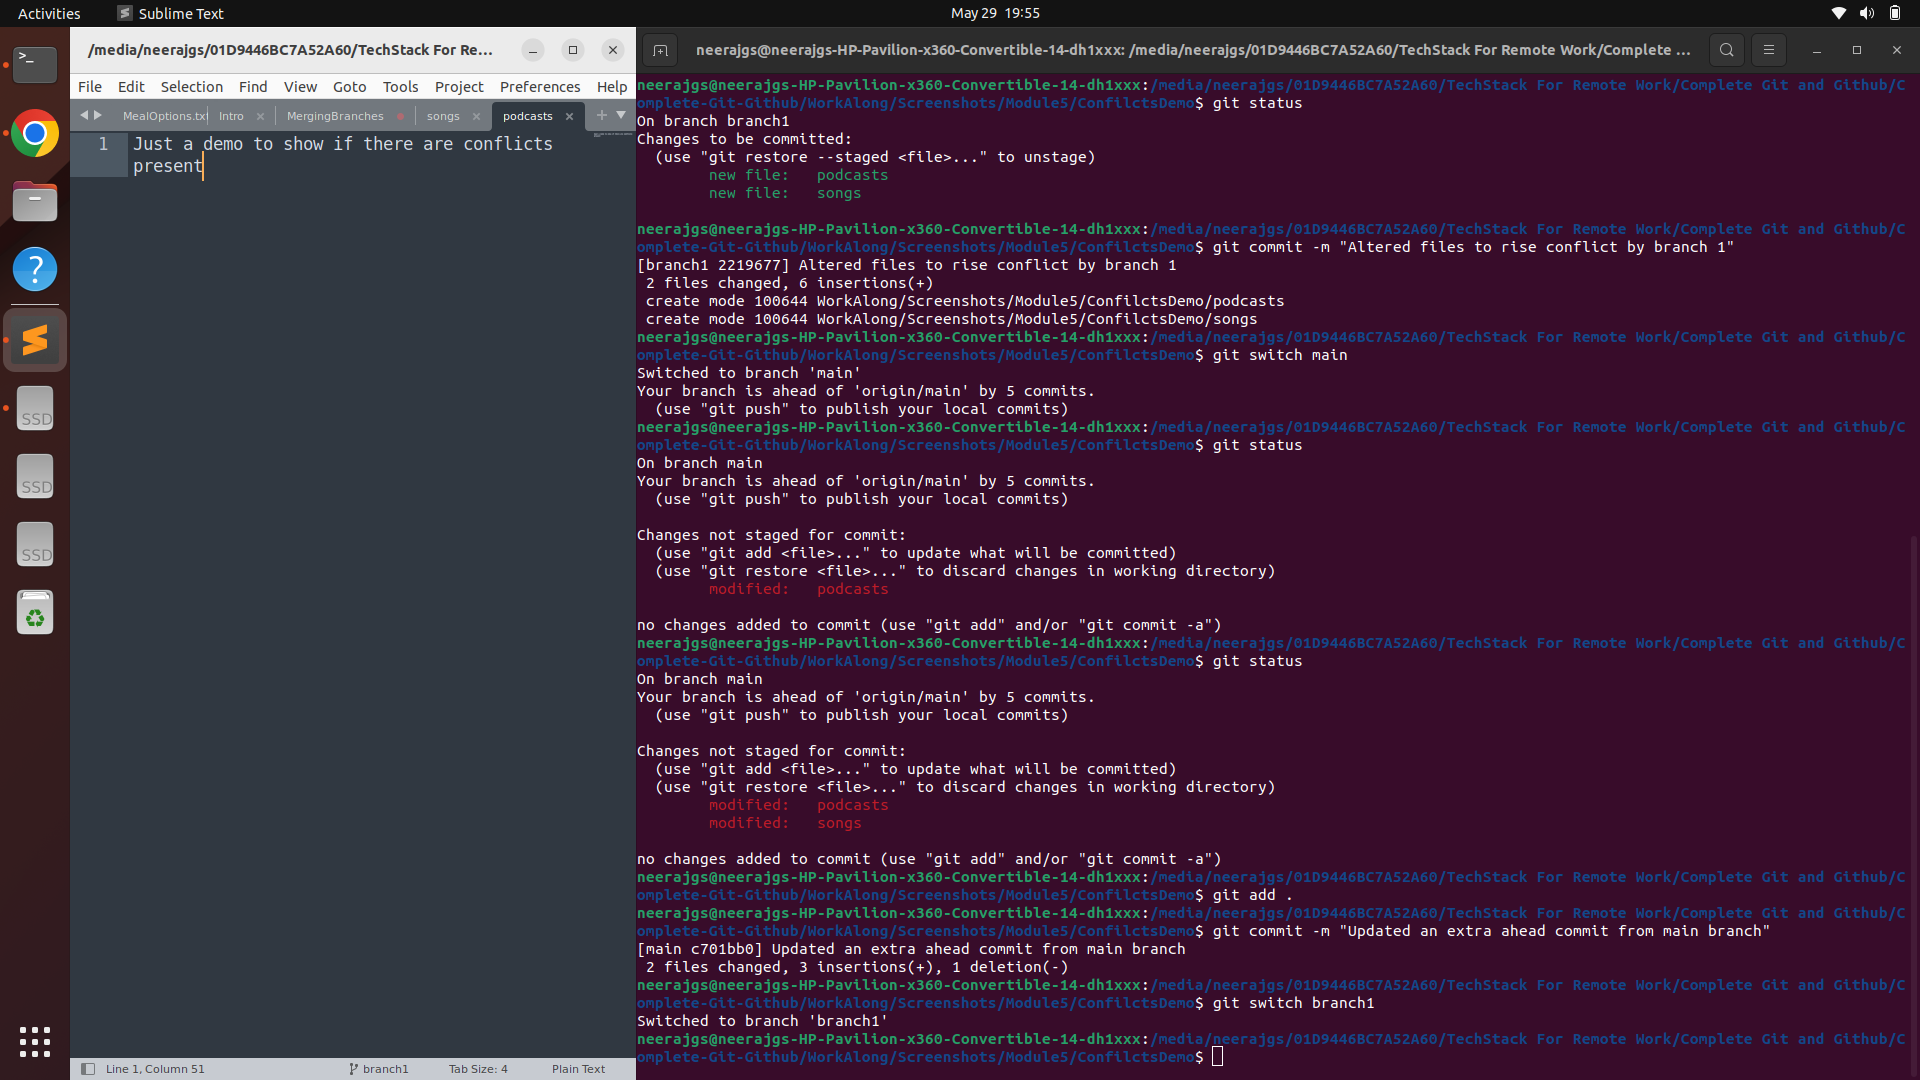 Activities
Sublime Text
May 29 19:55
/media/neerajgs/01D9446BC7A52A60/TechStack For Re...
File Edit Selection Find View Goto Tools Project Preferences Help
MealOptions.txt Intro MergingBranches songs podcasts
1 Just a demo to show if there are conflicts
present
Line 1, Column 51
branch1
Tab Size: 4
Plain Text
>_
?
SSD
SSD
SSD
neerajgs@neerajgs-HP-Pavilion-x360-Convertible-14-dh1xxx: /media/neerajgs/01D9446BC7A52A60/TechStack For Remote Work/Complete ...
neerajgs@neerajgs-HP-Pavilion-x360-Convertible-14-dh1xxx:/media/neerajgs/01D9446BC7A52A60/TechStack For Remote Work/Complete Git and Github/C
omplete-Git-Github/WorkAlong/Screenshots/Module5/ConfilctsDemo$ git status
On branch branch1
Changes to be committed:
  (use "git restore --staged <file>..." to unstage)
        new file:   podcasts
        new file:   songs
neerajgs@neerajgs-HP-Pavilion-x360-Convertible-14-dh1xxx:/media/neerajgs/01D9446BC7A52A60/TechStack For Remote Work/Complete Git and Github/C
omplete-Git-Github/WorkAlong/Screenshots/Module5/ConfilctsDemo$ git commit -m "Altered files to rise conflict by branch 1"
[branch1 2219677] Altered files to rise conflict by branch 1
 2 files changed, 6 insertions(+)
 create mode 100644 WorkAlong/Screenshots/Module5/ConfilctsDemo/podcasts
 create mode 100644 WorkAlong/Screenshots/Module5/ConfilctsDemo/songs
neerajgs@neerajgs-HP-Pavilion-x360-Convertible-14-dh1xxx:/media/neerajgs/01D9446BC7A52A60/TechStack For Remote Work/Complete Git and Github/C
omplete-Git-Github/WorkAlong/Screenshots/Module5/ConfilctsDemo$ git switch main
Switched to branch 'main'
Your branch is ahead of 'origin/main' by 5 commits.
  (use "git push" to publish your local commits)
neerajgs@neerajgs-HP-Pavilion-x360-Convertible-14-dh1xxx:/media/neerajgs/01D9446BC7A52A60/TechStack For Remote Work/Complete Git and Github/C
omplete-Git-Github/WorkAlong/Screenshots/Module5/ConfilctsDemo$ git status
On branch main
Your branch is ahead of 'origin/main' by 5 commits.
  (use "git push" to publish your local commits)
Changes not staged for commit:
  (use "git add <file>..." to update what will be committed)
  (use "git restore <file>..." to discard changes in working directory)
        modified:   podcasts
no changes added to commit (use "git add" and/or "git commit -a")
neerajgs@neerajgs-HP-Pavilion-x360-Convertible-14-dh1xxx:/media/neerajgs/01D9446BC7A52A60/TechStack For Remote Work/Complete Git and Github/C
omplete-Git-Github/WorkAlong/Screenshots/Module5/ConfilctsDemo$ git status
On branch main
Your branch is ahead of 'origin/main' by 5 commits.
  (use "git push" to publish your local commits)
Changes not staged for commit:
  (use "git add <file>..." to update what will be committed)
  (use "git restore <file>..." to discard changes in working directory)
        modified:   podcasts
        modified:   songs
no changes added to commit (use "git add" and/or "git commit -a")
neerajgs@neerajgs-HP-Pavilion-x360-Convertible-14-dh1xxx:/media/neerajgs/01D9446BC7A52A60/TechStack For Remote Work/Complete Git and Github/C
omplete-Git-Github/WorkAlong/Screenshots/Module5/ConfilctsDemo$ git add .
neerajgs@neerajgs-HP-Pavilion-x360-Convertible-14-dh1xxx:/media/neerajgs/01D9446BC7A52A60/TechStack For Remote Work/Complete Git and Github/C
omplete-Git-Github/WorkAlong/Screenshots/Module5/ConfilctsDemo$ git commit -m "Updated an extra ahead commit from main branch"
[main c701bb0] Updated an extra ahead commit from main branch
 2 files changed, 3 insertions(+), 1 deletion(-)
neerajgs@neerajgs-HP-Pavilion-x360-Convertible-14-dh1xxx:/media/neerajgs/01D9446BC7A52A60/TechStack For Remote Work/Complete Git and Github/C
omplete-Git-Github/WorkAlong/Screenshots/Module5/ConfilctsDemo$ git switch branch1
Switched to branch 'branch1'
neerajgs@neerajgs-HP-Pavilion-x360-Convertible-14-dh1xxx:/media/neerajgs/01D9446BC7A52A60/TechStack For Remote Work/Complete Git and Github/C
omplete-Git-Github/WorkAlong/Screenshots/Module5/ConfilctsDemo$